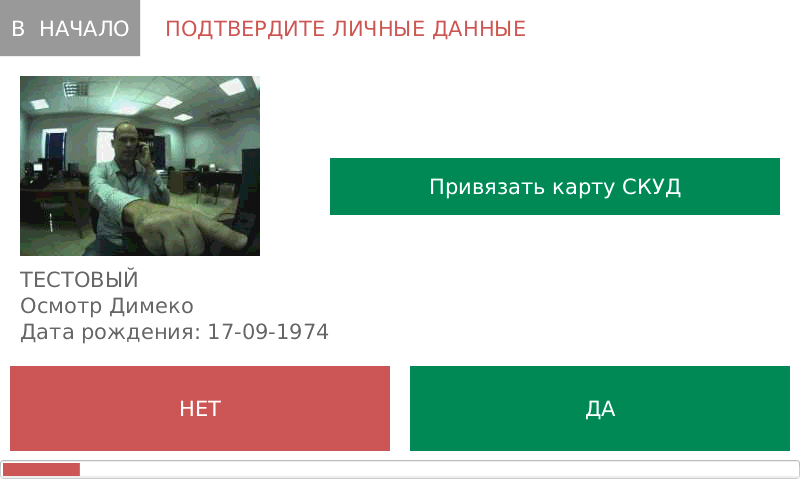 В НАЧАЛО
ПОДТВЕРДИТЕ ЛИЧНЫЕ ДАННЫЕ
Привязать карту СКУД
ТЕСТОВЫЙ
Осмотр Димеко
Дата рождения: 17-09-1974
НЕТ
ДА